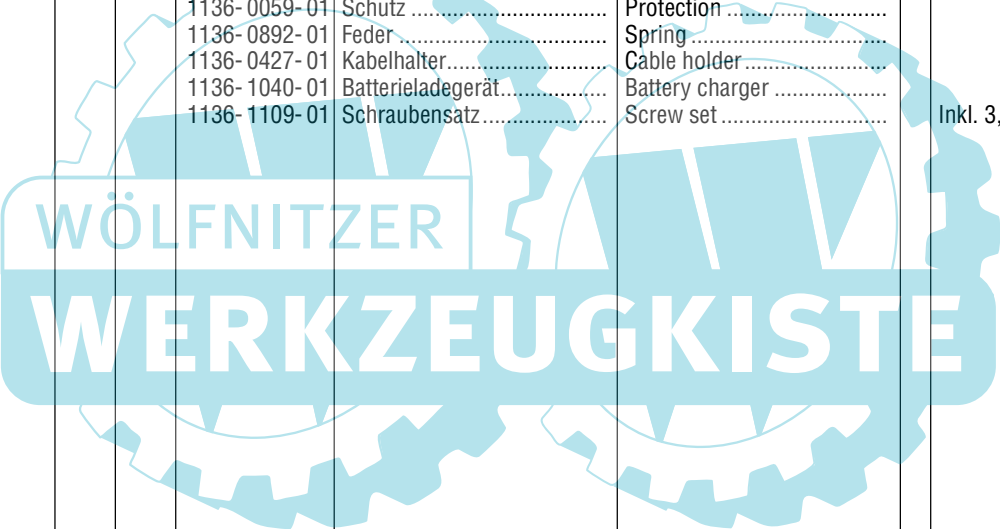 1136-0059-01 Schutz ................................ Protection ..........................
1136-0892-01 Feder .................................. Spring ................................
1136-0427-01 Kabelhalter.......................... Cable holder........................
1136-1040-01 Batterieladegerät................. Battery charger ..................
1136-1109-01 Schraubensatz.................... Screw set ........................... Inkl. 3,
WÖLFNITZER
WERKZEUGKISTE